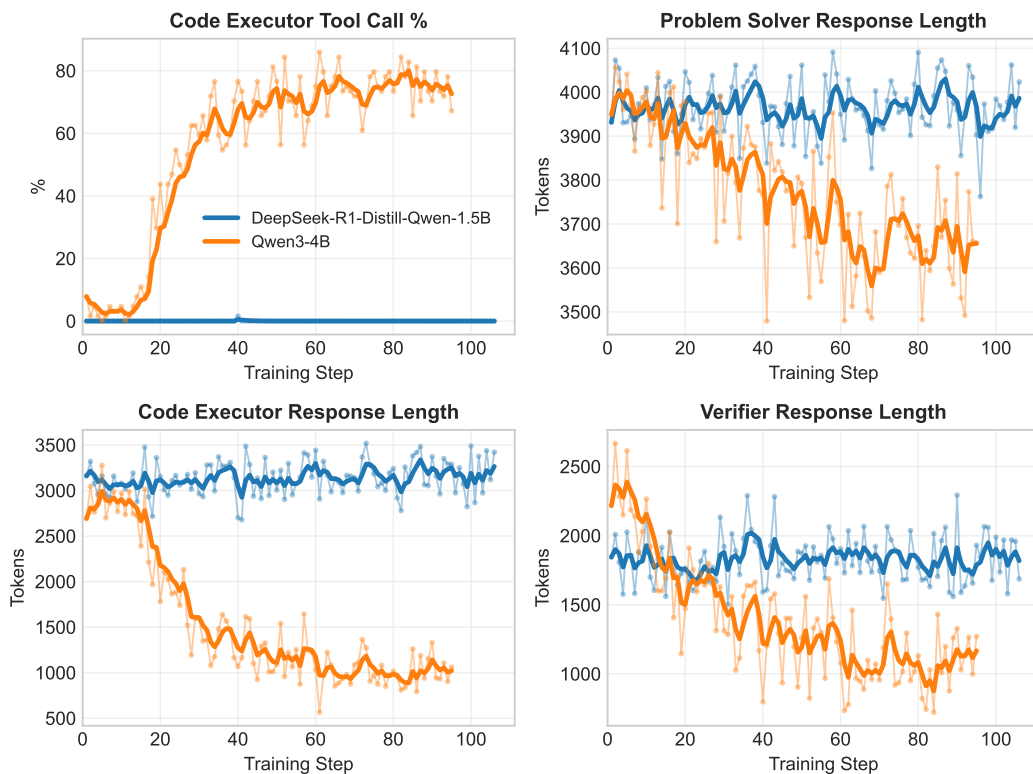 Code Executor Tool Call %
%
80
60
40
20
0
DeepSeek-R1-Distill-Qwen-1.5B
Qwen3-4B
0 20 40 60 80 100
Training Step
Problem Solver Response Length
Tokens
4100
4000
3900
3800
3700
3600
3500
0 20 40 60 80 100
Training Step
Code Executor Response Length
Tokens
3500
3000
2500
2000
1500
1000
500
0 20 40 60 80 100
Training Step
Verifier Response Length
Tokens
2500
2000
1500
1000
0 20 40 60 80 100
Training Step